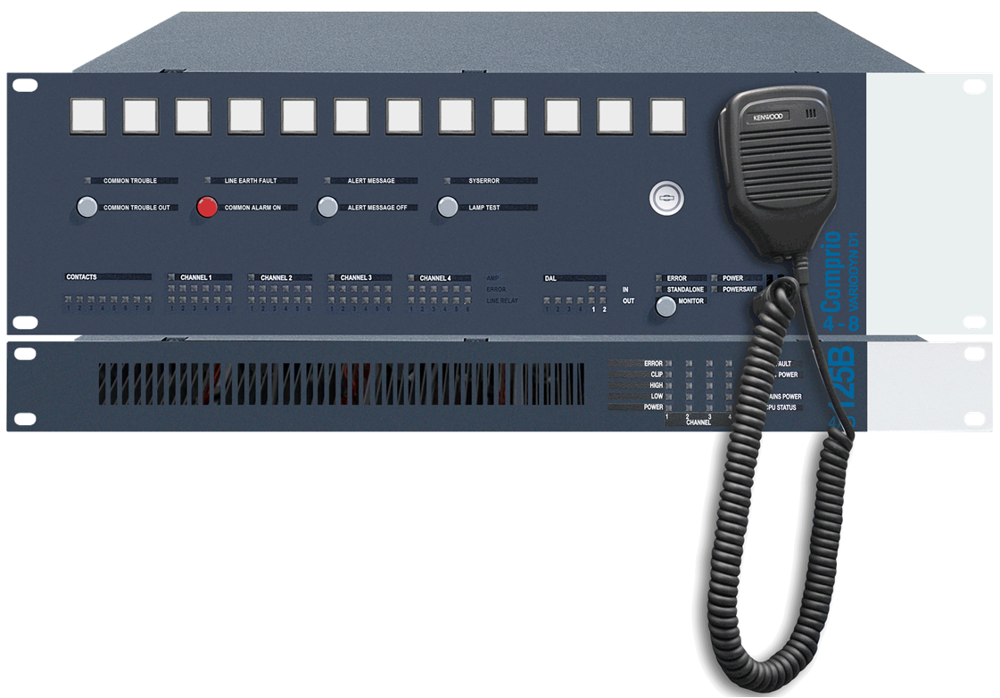 KENWOOD
COMMON TROUBLE
LINE EARTH FAULT
ALERT MESSAGE
SYSERROR
COMMON TROUBLE OUT
COMMON ALARM ON
ALERT MESSAGE OFF
LAMP TEST
CONTACTS
1 2 3 4 5 6 7 8
CHANNEL 1
1 2 3 4 5 6
CHANNEL 2
1 2 3 4 5 6
CHANNEL 3
1 2 3 4 5 6
CHANNEL 4
1 2 3 4 5 6
AMP
ERROR
LINE RELAY
DAL
IN
OUT
1 2 3 4 1 2
ERROR
POWER
STANDALONE
POWERSAVE
MONITOR
Comprio
4-8 VARIODYN D1
ERROR
CLIP
HIGH
LOW
POWER
1 2 3 4
CHANNEL
POWER
POWER
CPU STATUS
125B